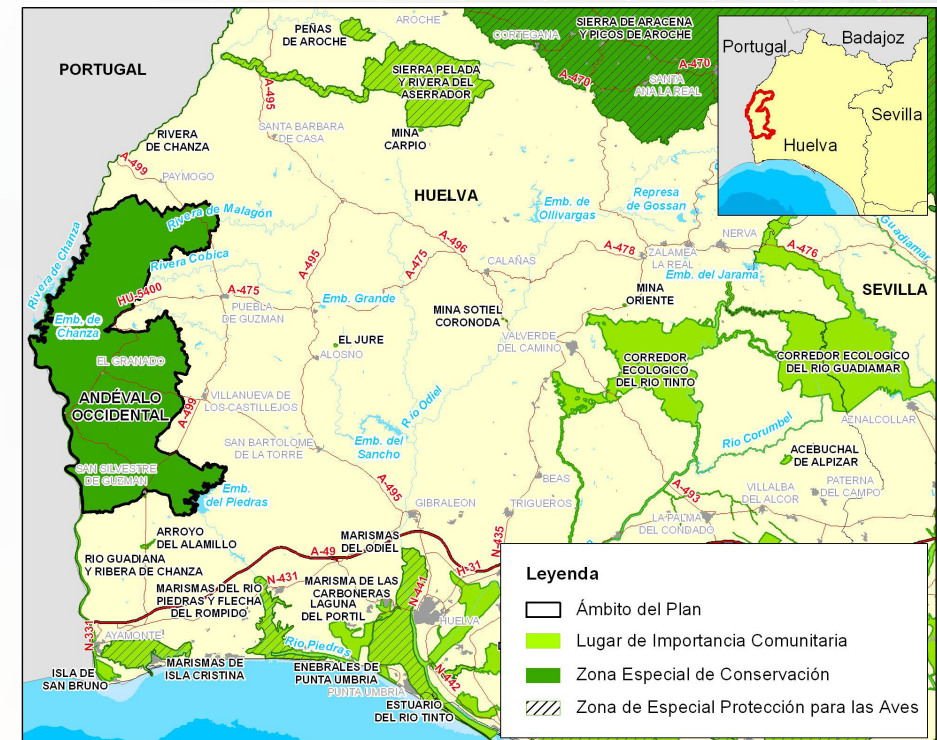 AROCHE
PEÑAS
DE AROCHE
CORTEGANA
SIERRA DE ARACENA
Y PICOS DE AROCHE
PORTUGAL
A-495
SIERRA PELADA
Y RIVERA DEL
ASERRADOR
A-470
A-470
SANTA
ANA LA REAL
Portugal
Badajoz
Sevilla
Huelva
RIVERA
DE CHANZA
SANTA BARBARA
DE CASA
MINA
CARPIO
A-499
PAYMOGO
HUELVA
Rivera de Malagón
Emb. de
Ollivargas
Represa
de Gossan
Rivera de Chanza
Rivera Cobica
A-495
A-475
A-496
A-478
NERVA
ZALAMEA
LA REAL
A-476
Guadiamar
CALAÑAS
Emb. del Jarama
HU-5400
A-475
PUEBLA
DE GUZMAN
Emb. Grande
MINA
ORIENTE
SEVILLA
Emb. de
Chanza
MINA SOTIEL
CORONODA
EL JURE
ALOSNO
VALVERDE
DEL CAMINO
EL GRANADO
CORREDOR
ECOLOGICO
DEL RIO TINTO
CORREDOR ECOLOGICO
DEL RIO GUADIAMAR
ANDÉVALO
OCCIDENTAL
A-499
VILLANUEVA DE
LOS-CASTILLEJOS
Río Odiel
AZNALCOLLAR
SAN BARTOLOME
DE LA TORRE
Emb. del
Sancho
Rio Corumbel
ACEBUCHAL
DE ALPIZAR
SAN SILVESTRE
DE GUZMAN
Emb.
del Piedras
A-495
BEAS
A-493
VILLALBA
DEL ALCOR
PATERNA
DEL CAMPO
GIBRALEON
TRIGUEROS
LA PALMA
DEL CONDADO
ARROYO
DEL ALAMILLO
MARISMAS
DEL ODIEL
N-435
RIO GUADIANA
Y RIBERA DE CHANZA
A-49
H-31
N-431
MARISMAS DEL RIO
PIEDRAS Y FLECHA
DEL ROMPIDO
MARISMA DE LAS
CARBONERAS
LAGUNA
DEL PORTIL
N-441
HUELVA
N-331
AYAMONTE
Rio Piedras
ISLA DE
SAN BRUNO
MARISMAS DE
ISLA CRISTINA
ENEBRALES DE
PUNTA UMBRIA
PUNTA UMBRIA
N-442
ESTUARIO
DEL RIO TINTO
Leyenda
Ámbito del Plan
Lugar de Importancia Comunitaria
Zona Especial de Conservación
Zona de Especial Protección para las Aves